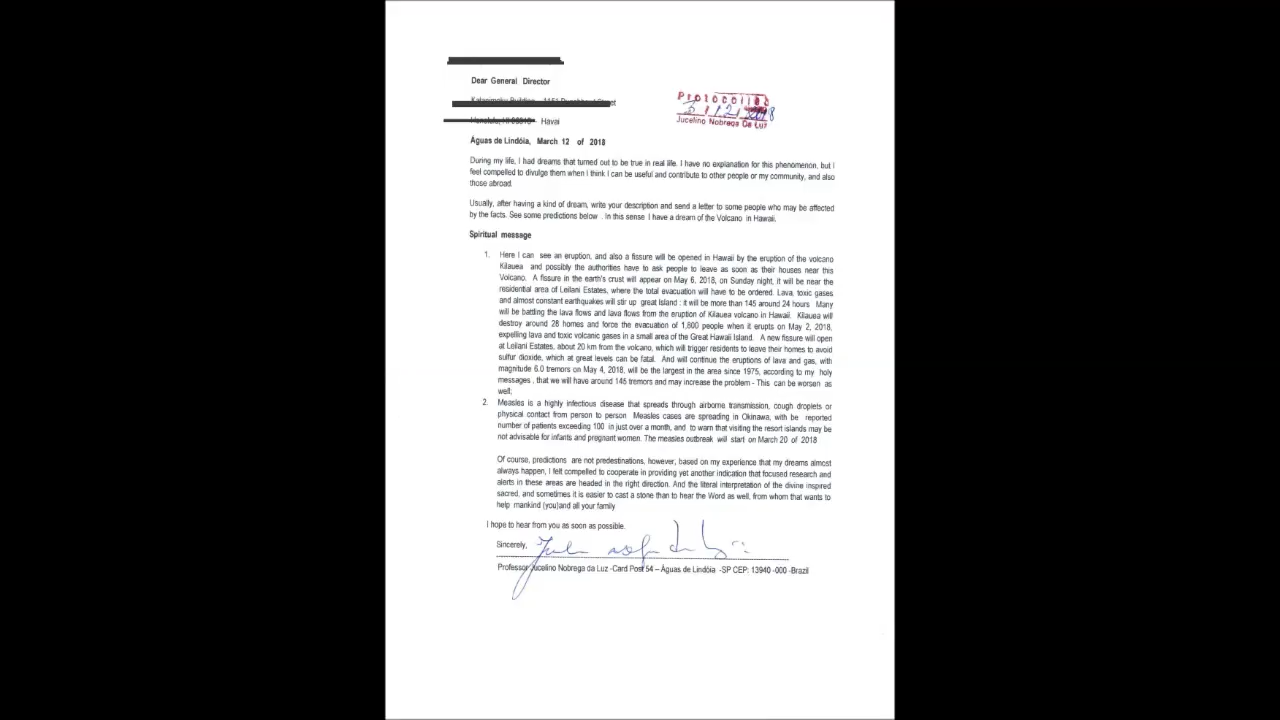 Dear General Director
Havai
Protocolled
3 / 12 / 2018
Jucelino Nobrega Da Luz
Águas de Lindóia, March 12 of 2018
During my life, I had dreams that turned out to be true in real life. I have no explanation for this phenomenon, but I
feel compelled to divulge them when I think I can be useful and contribute to other people or my community, and also
those abroad.
Usually, after having a kind of dream, write your description and send a letter to some people who may be affected
by the facts. See some predictions below . In this sense I have a dream of the Volcano in Hawaii.
Spiritual message
1. Here I can see an eruption, and also a fissure will be opened in Hawaii by the eruption of the volcano
Kilauea and possibly the authorities have to ask people to leave as soon as their houses near this
Volcano. A fissure in the earth's crust will appear on May 6, 2018, on Sunday night, it will be near the
residential area of Leilani Estates, where the total evacuation will have to be ordered. Lava, toxic gases
and almost constant earthquakes will stir up great Island : it will be more than 145 around 24 hours Many
will be battling the lava flows and lava flows from the eruption of Kilauea volcano in Hawaii. Kilauea will
destroy around 28 homes and force the evacuation of 1,800 people when it erupts on May 2, 2018,
expelling lava and toxic volcanic gases in a small area of the Great Hawaii Island. A new fissure will open
at Leilani Estates, about 20 km from the volcano, which will trigger residents to leave their homes to avoid
sulfur dioxide, which at great levels can be fatal. And will continue the eruptions of lava and gas, with
magnitude 6.0 tremors on May 4, 2018, will be the largest in the area since 1975, according to my holy
messages , that we will have around 145 tremors and may increase the problem - This can be worsen as
well;
2. Measles is a highly infectious disease that spreads through airborne transmission, cough droplets or
physical contact from person to person Measles cases are spreading in Okinawa, with be reported
number of patients exceeding 100 in just over a month, and to warn that visiting the resort islands may be
not advisable for infants and pregnant women. The measles outbreak will start on March 20 of 2018
Of course, predictions are not predestinations, however, based on my experience that my dreams almost
always happen, I felt compelled to cooperate in providing yet another indication that focused research and
alerts in these areas are headed in the right direction. And the literal interpretation of the divine inspired
sacred, and sometimes it is easier to cast a stone than to hear the Word as well, from whom that wants to
help mankind (you)and all your family
I hope to hear from you as soon as possible.
Sincerely,
Professor Jucelino Nobrega da Luz -Card Post 54 – Águas de Lindóia -SP CEP: 13940 -000 -Brazil